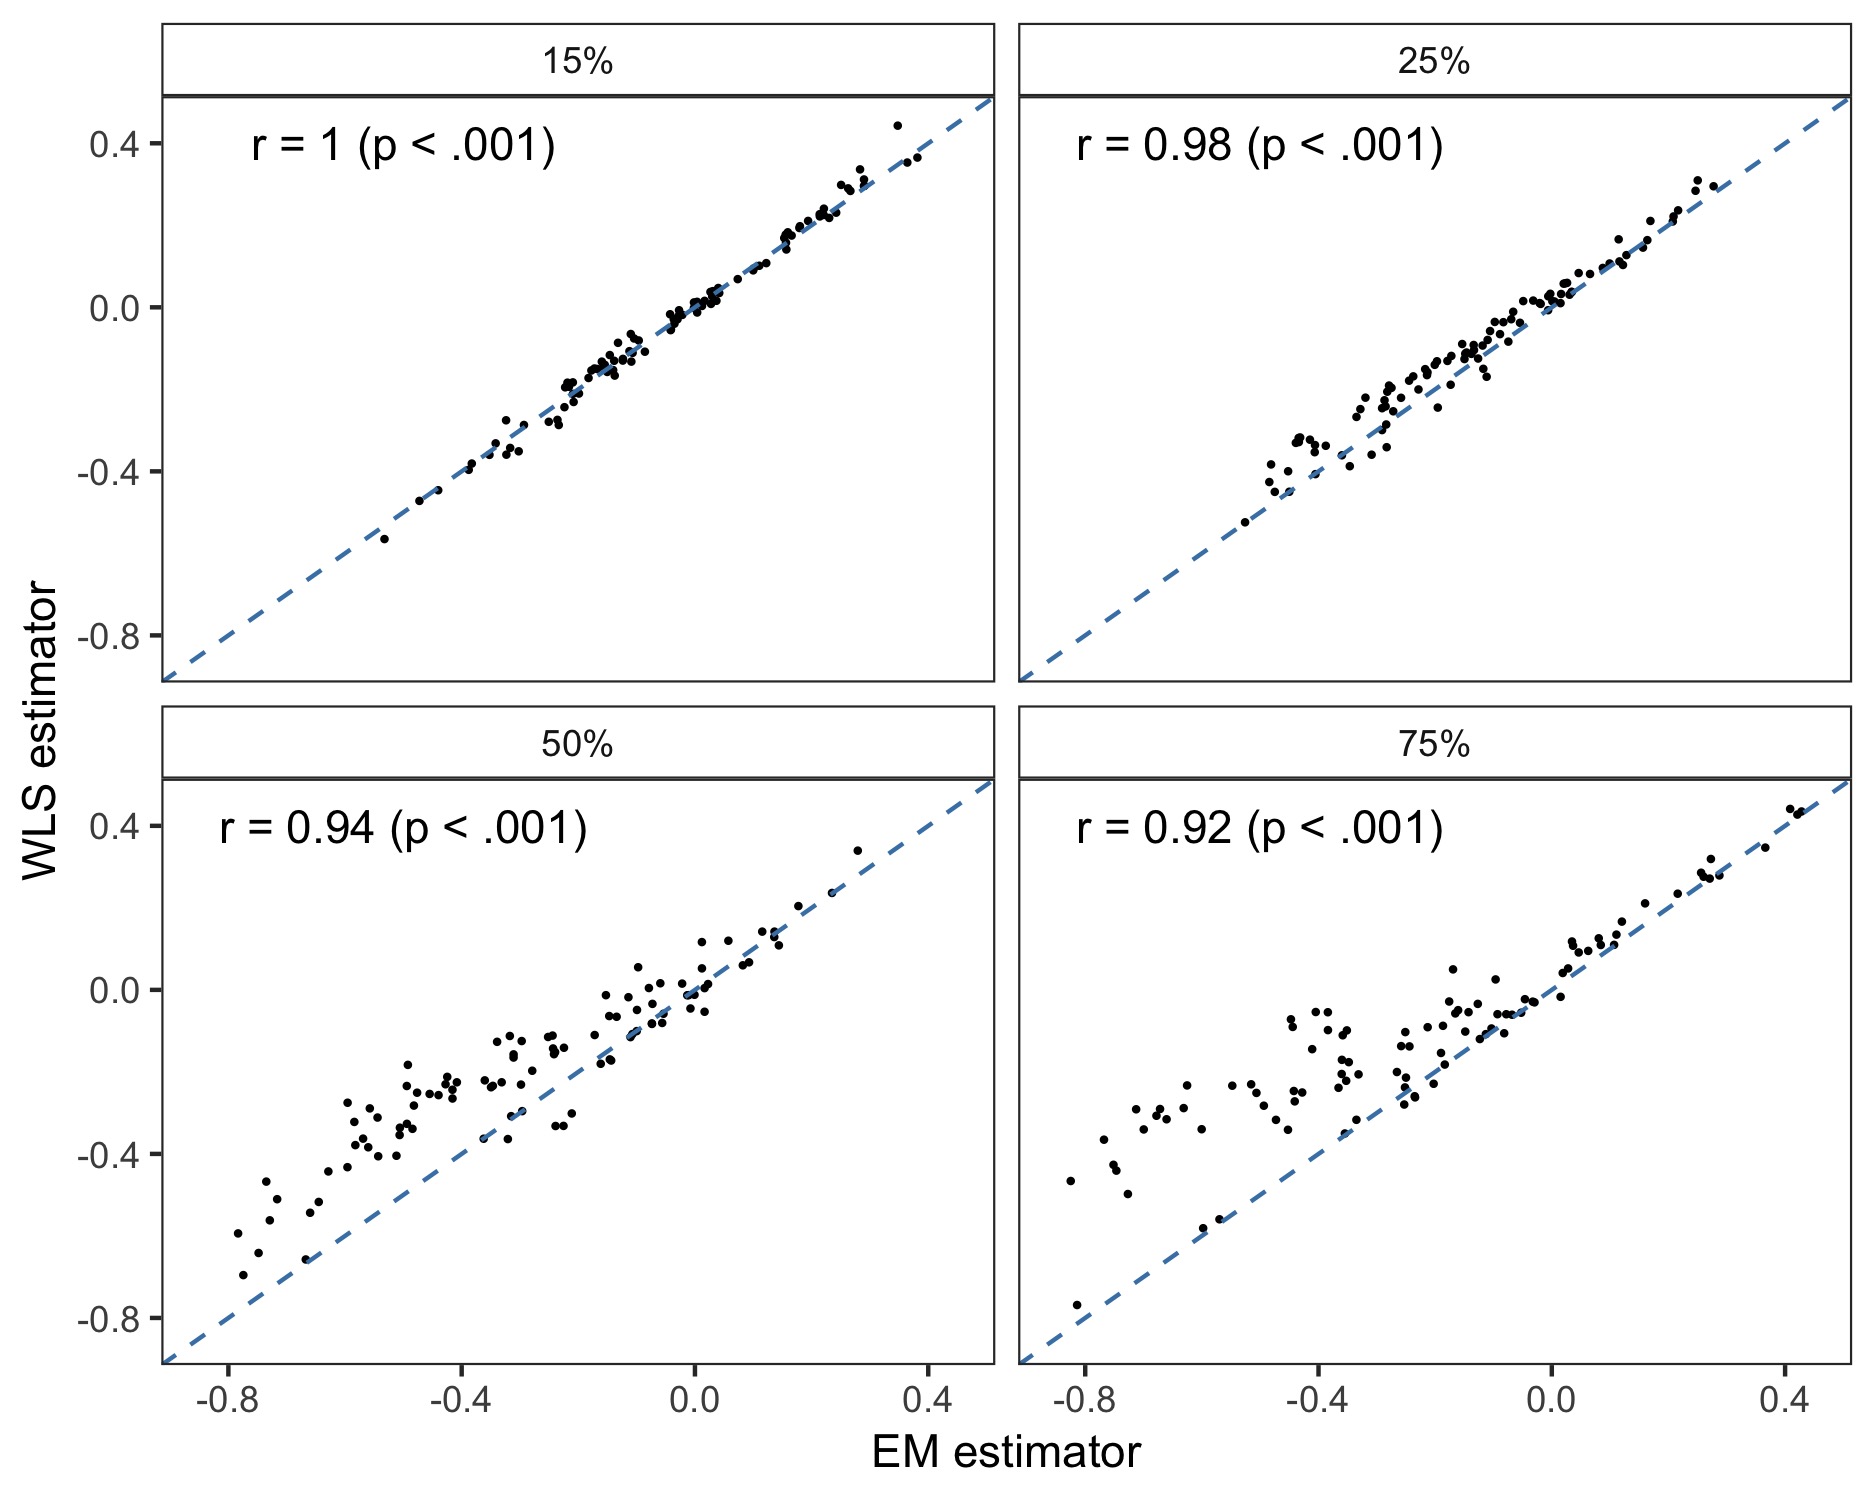 15%
25%
r = 1 (p < .001)
r = 0.98 (p < .001)
0.4
0.0
-0.4
-0.8
WLS estimator
50%
75%
r = 0.94 (p < .001)
r = 0.92 (p < .001)
0.4
0.0
-0.4
-0.8
-0.8 -0.4 0.0 0.4
-0.8 -0.4 0.0 0.4
EM estimator